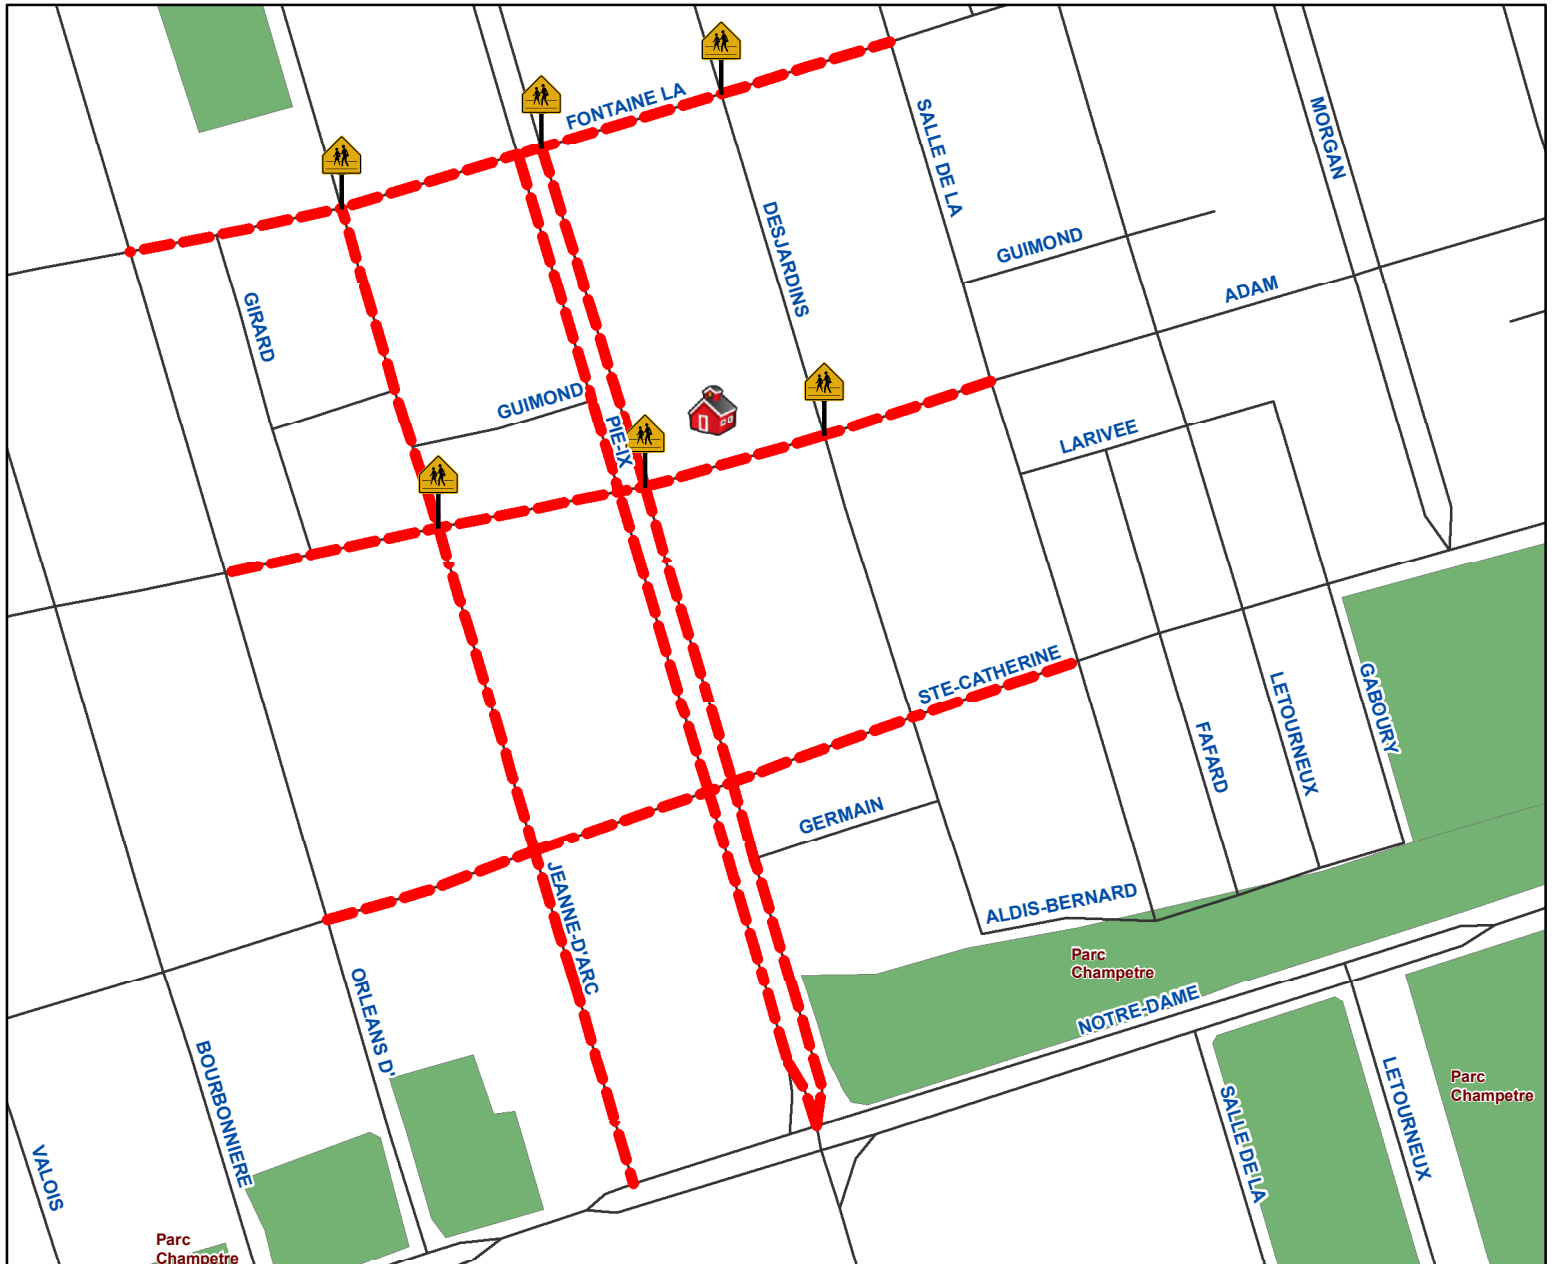 FONTAINE LA
SALLE DE LA
MORGAN
DESJARDINS
GUIMOND
ADAM
GIRARD
GUIMOND
PIE-IX
LARIVEE
STE-CATHERINE
GABOURY
LETOURNEUX
FAFARD
GERMAIN
JEANNE-D'ARC
ALDIS-BERNARD
Parc
Champetre
ORLEANS D'
NOTRE-DAME
BOURBONNIERE
LETOURNEUX
Parc
Champetre
SALLE DE LA
VALOIS
Parc
Champetre